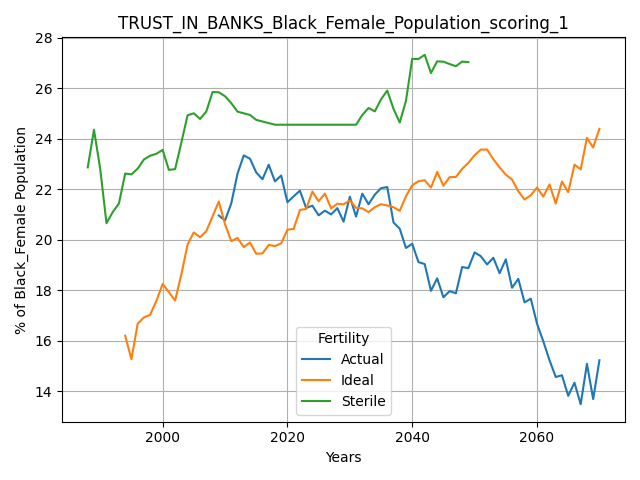 TRUST_IN_BANKS_Black_Female_Population_scoring_1
% of Black_Female Population
28
26
24
22
20
18
16
14
Fertility
Actual
Ideal
Sterile
2000 2020 2040 2060
Years